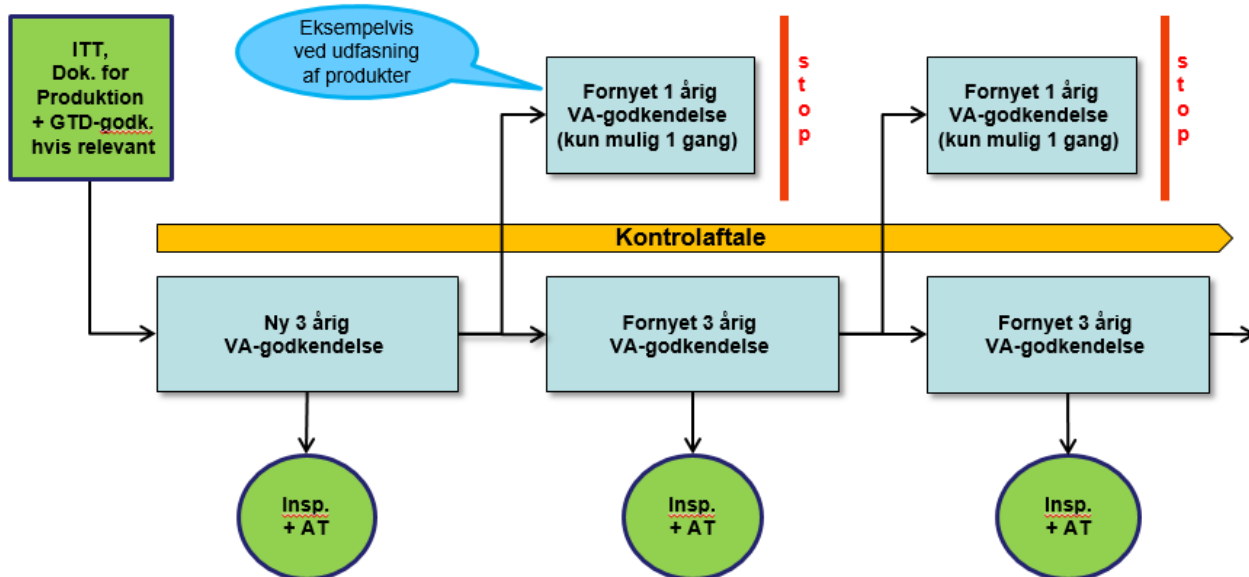 ITT,
Dok. for
Produktion
+ GTD-godk.
hvis relevant
Eksempelvis
ved udfasning
af produkter
Fornyet 1 årig
VA-godkendelse
(kun mulig 1 gang)
stop
Fornyet 1 årig
VA-godkendelse
(kun mulig 1 gang)
stop
Kontrolaftale
Ny 3 årig
VA-godkendelse
Fornyet 3 årig
VA-godkendelse
Fornyet 3 årig
VA-godkendelse
Insp.
+ AT
Insp.
+ AT
Insp.
+ AT